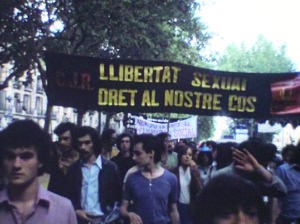 C.J.R. LLIBERTAT SEXUAL
DRET AL NOSTRE COS